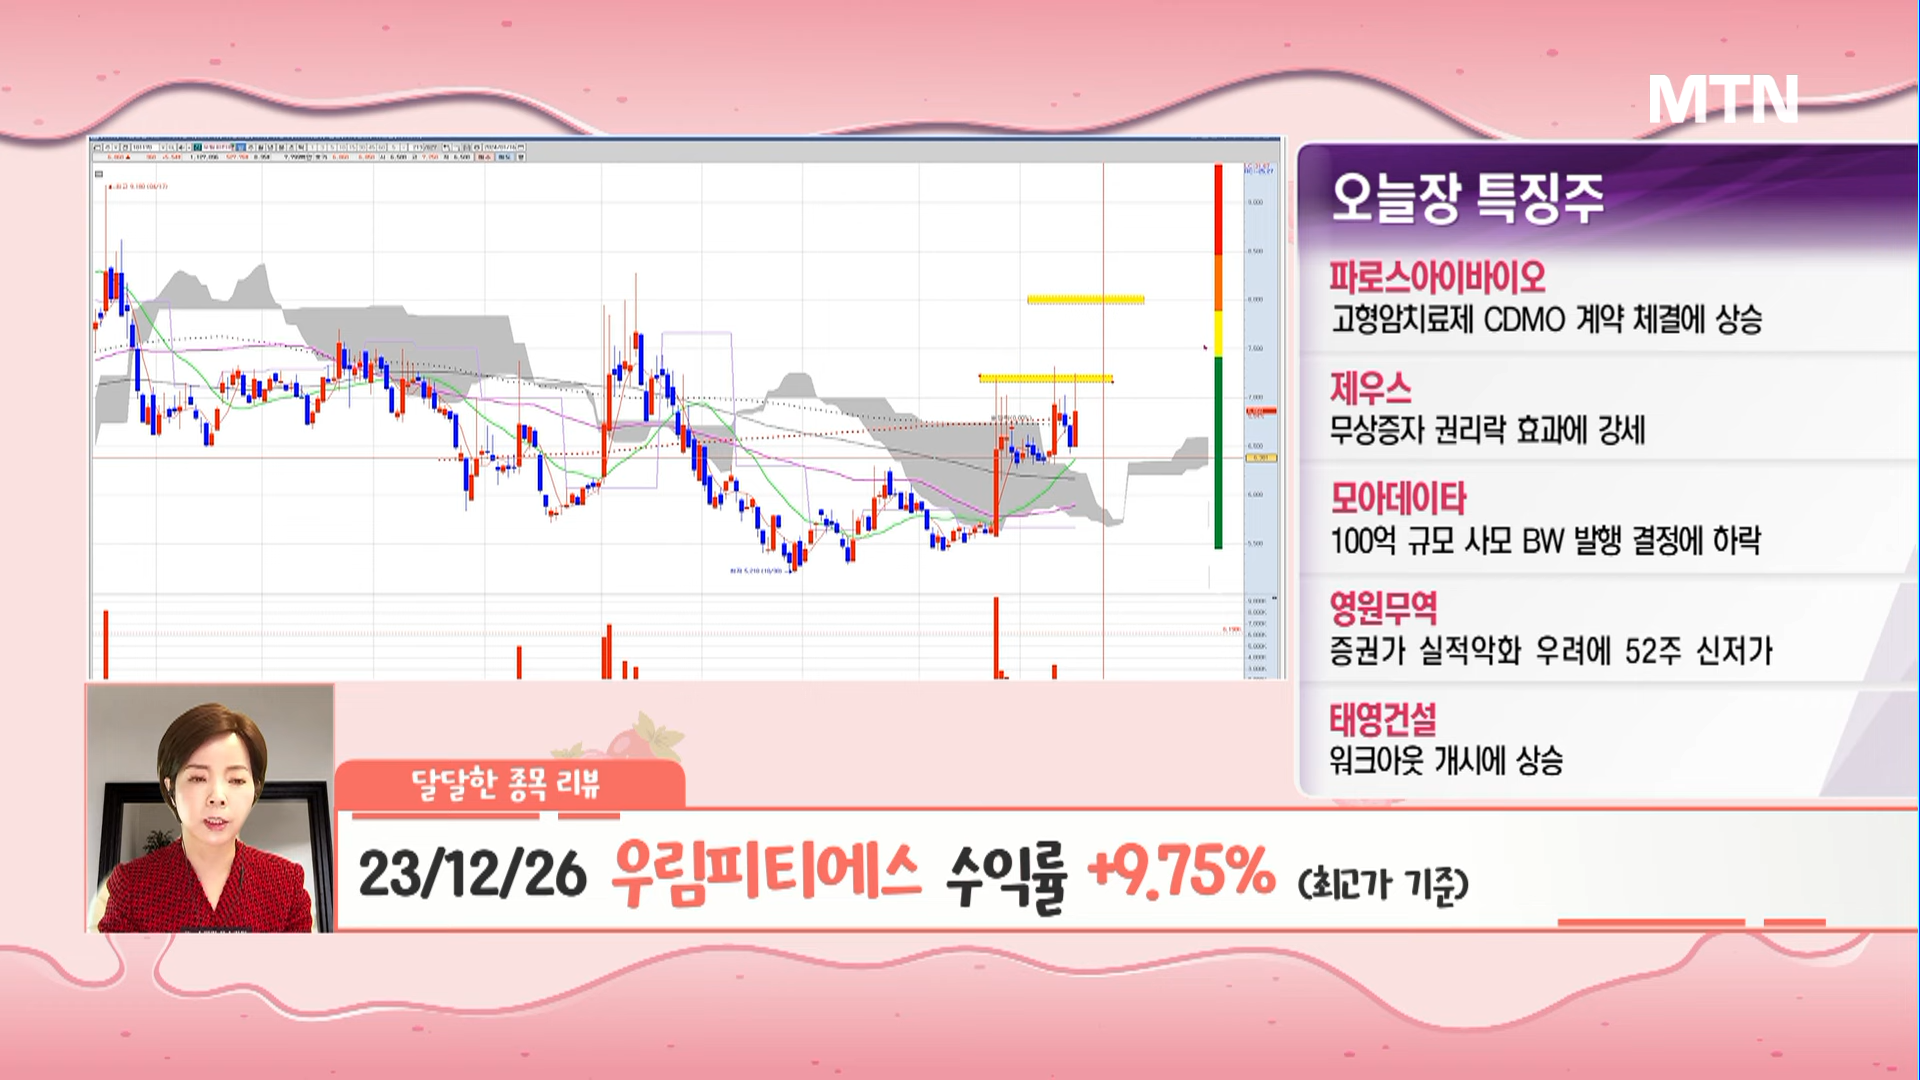 MTN
오늘장 특징주
파로스아이바이오
고형암치료제 CDMO 계약 체결에 상승
제우스
무상증자 권리락 효과에 강세
모아데이타
100억 규모 사모 BW 발행 결정에 하락
영원무역
증권가 실적악화 우려에 52주 신저가
태영건설
워크아웃 개시에 상승
달달한 종목 리뷰
23/12/26 우림피티에스 수익률 +9.75% (최고가 기준)